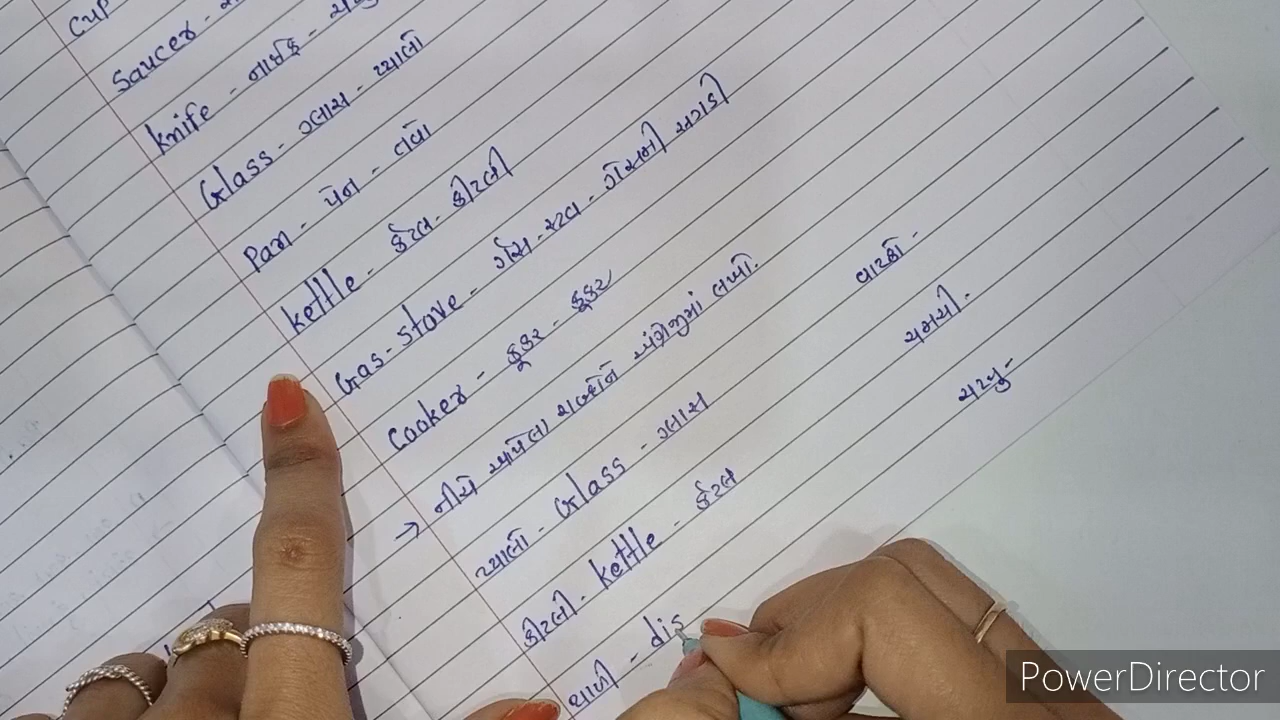 Cup
Saucer -
Knife - નાઈફ -
Glass - ગ્લાસ - પ્યાલો
Pan - પેન - તવો
Kettle - કેટલ - કીટલી
Gas-Stove - ગેસ-સ્ટવ - ગેસની સગડી
Cooker - કૂકર - કૂકર
→ નીચે આપેલા શબ્દોને અંગ્રેજીમાં લખો.
પ્યાલો - Glass - ગ્લાસ
વાટકો -
કીટલી - Kettle - કેટલ
ચમચી -
થાળી - dis
ચપ્પુ -
PowerDirector